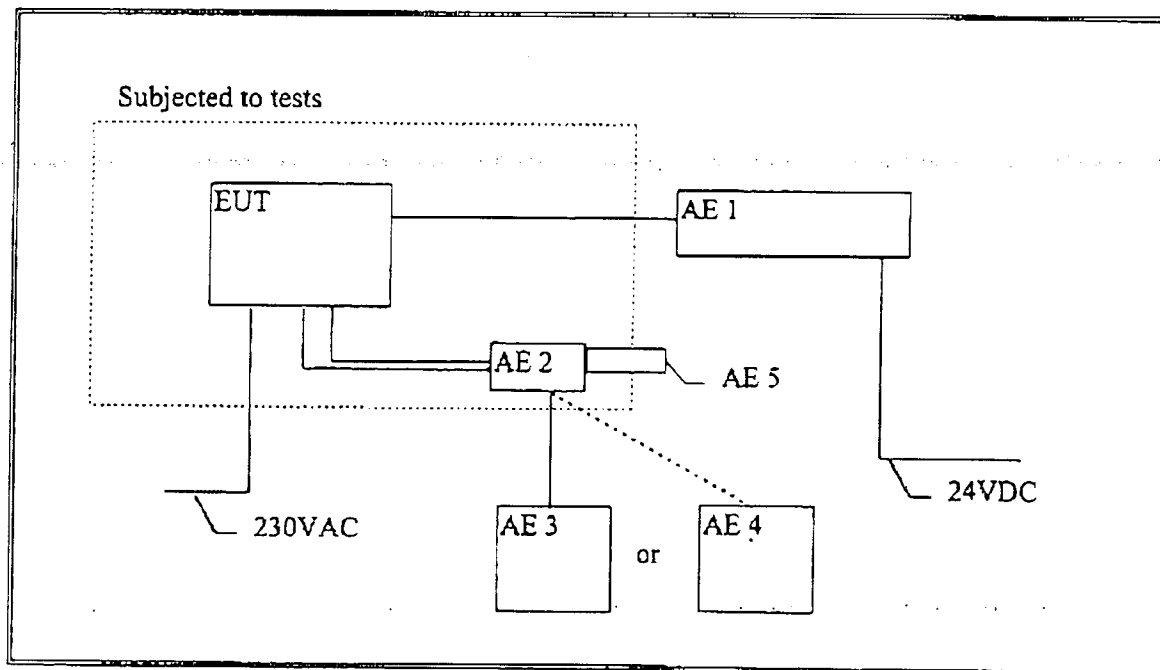 Subjected to tests
EUT
AE 1
AE 2
AE 5
24VDC
230VAC
AE 3
or
AE 4